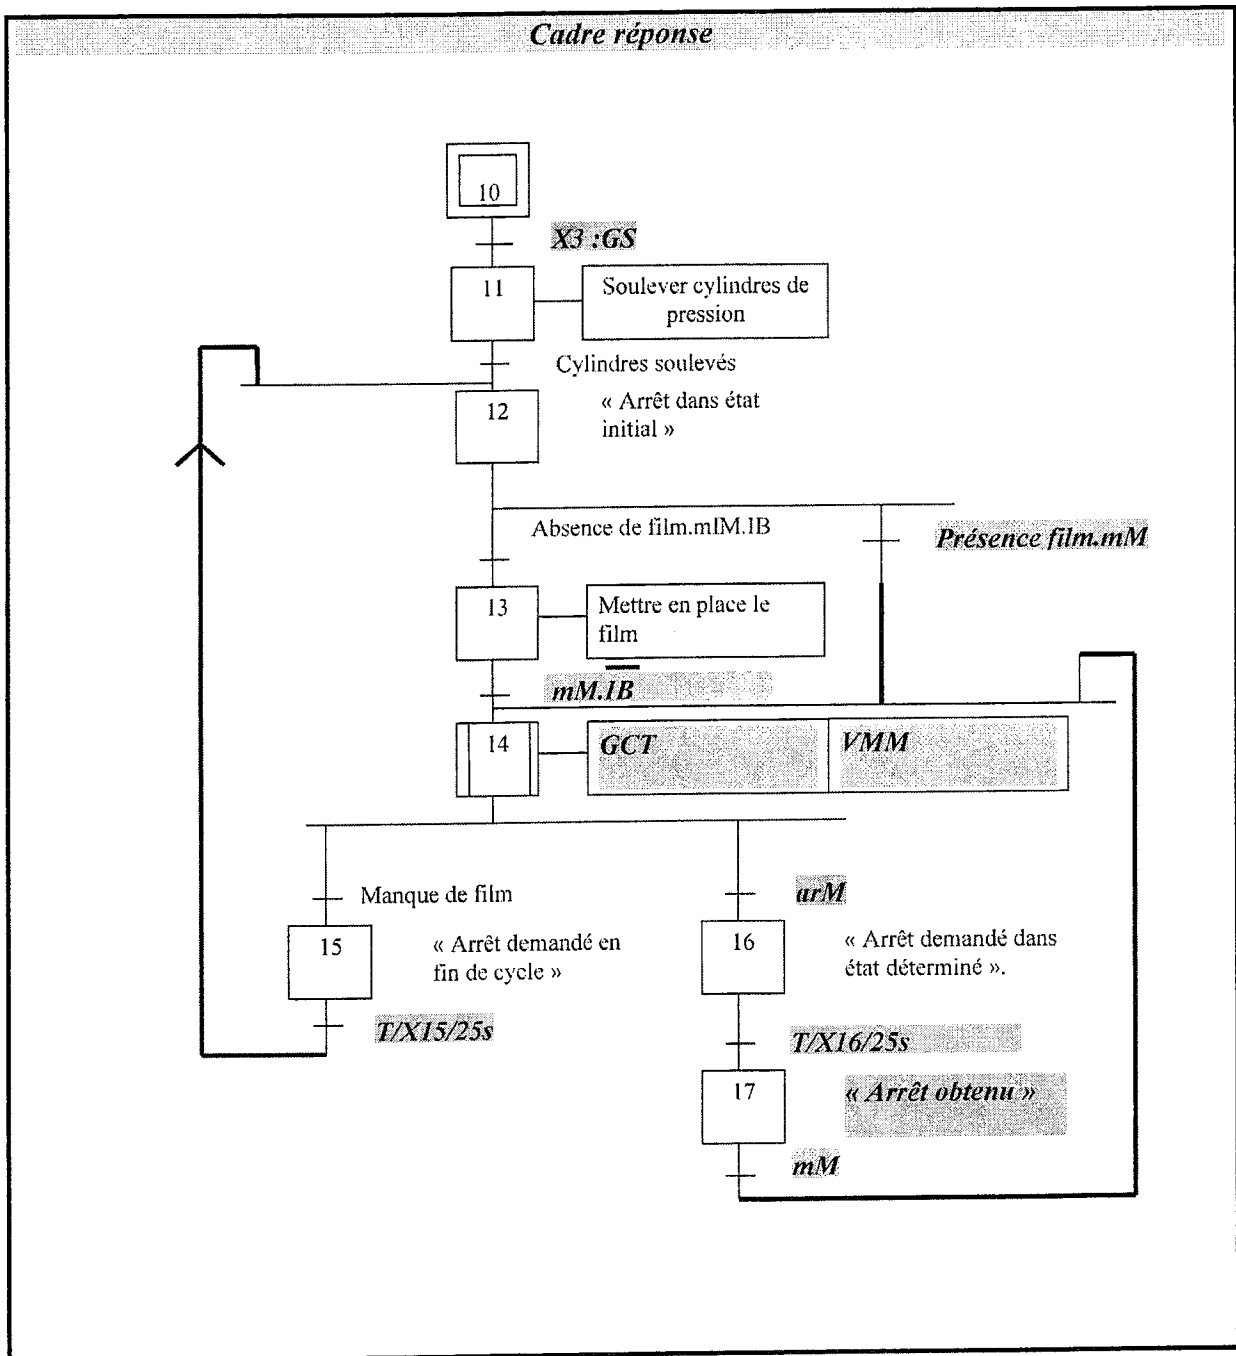 Cadre réponse
10
X3 :GS
11
Soulever cylindres de
pression
Cylindres soulevés
12
« Arrêt dans état
initial »
Absence de film.mIM.IB
Présence film.mM
13
Mettre en place le
film
mM.IB
14
GCT
VMM
Manque de film
arM
15
« Arrêt demandé en
fin de cycle »
16
« Arrêt demandé dans
état déterminé ».
T/X15/25s
T/X16/25s
17
« Arrêt obtenu »
mM